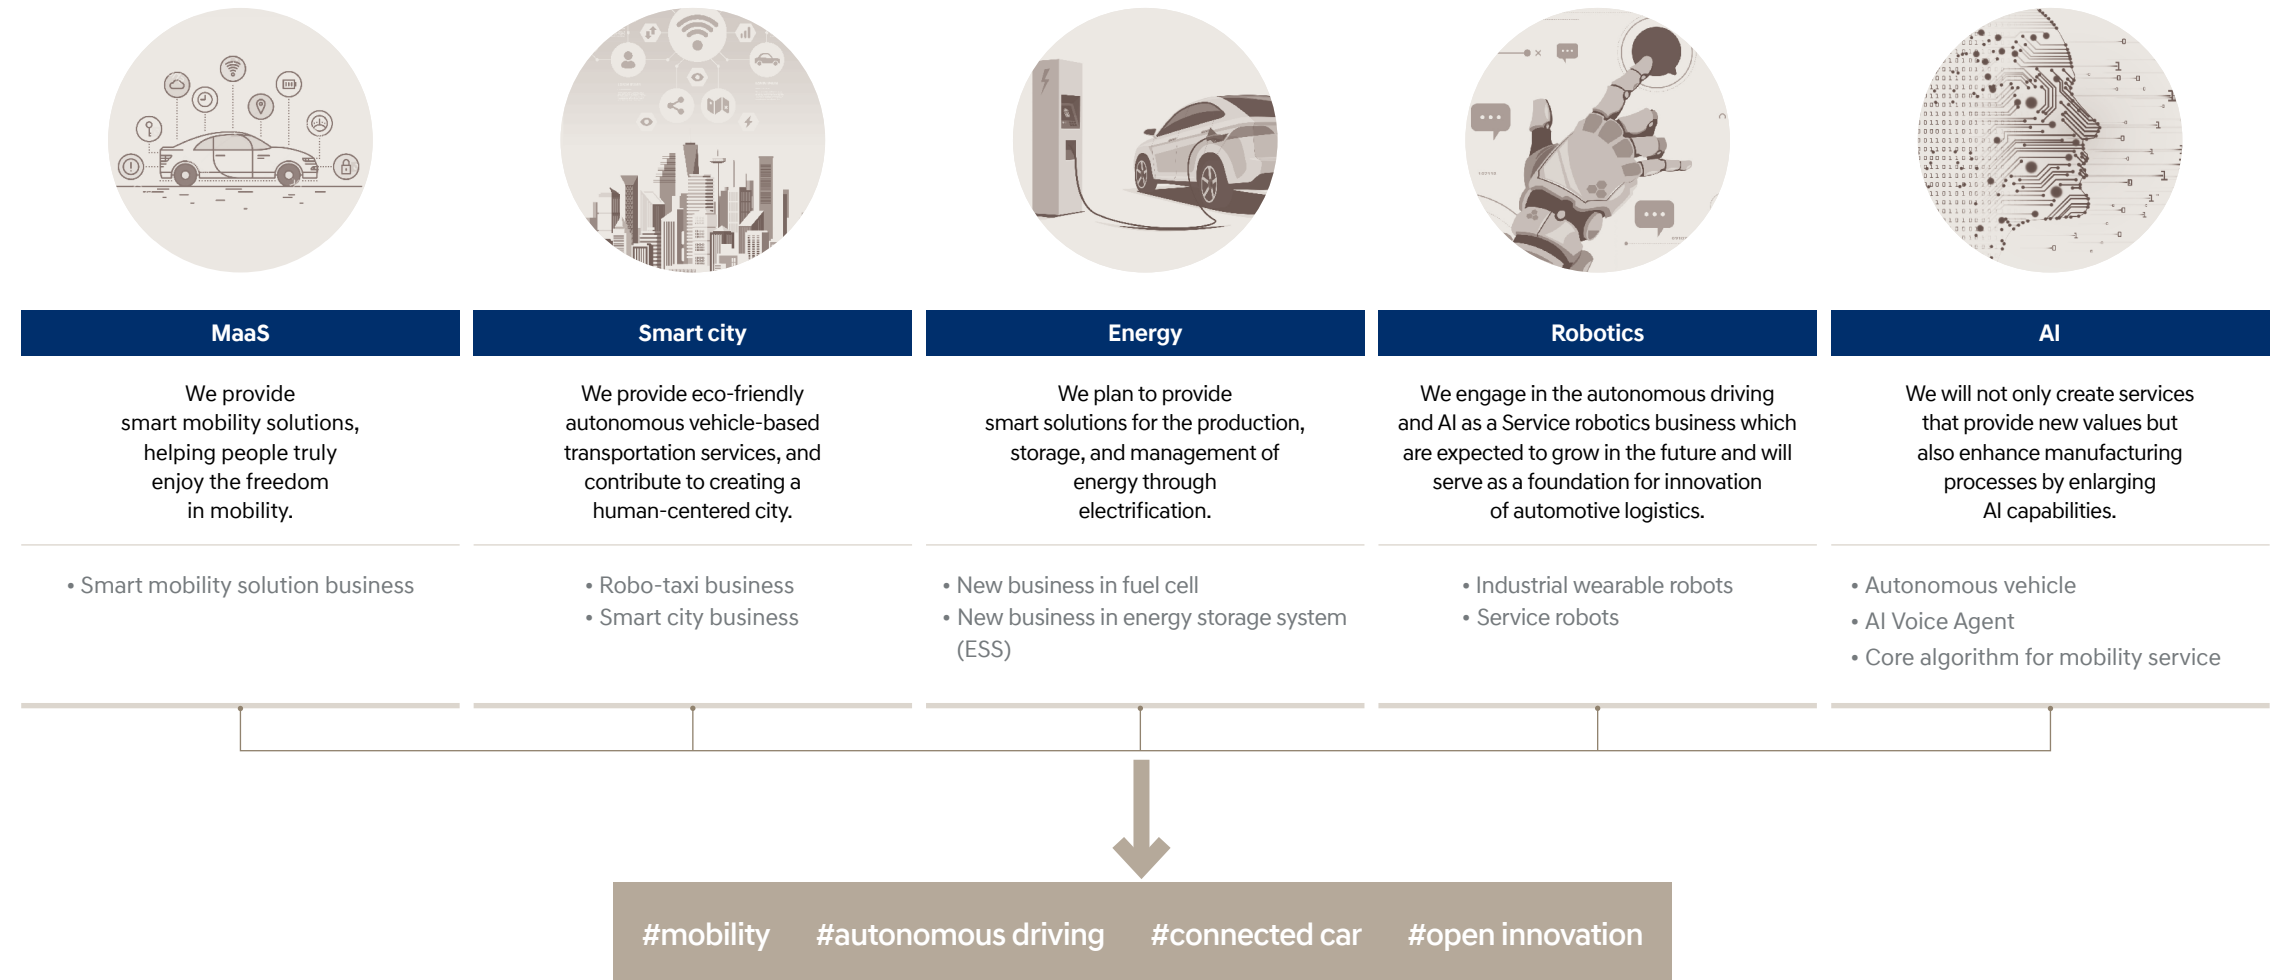 MaaS
We provide
smart mobility solutions,
helping people truly
enjoy the freedom
in mobility.
• Smart mobility solution business
Smart city
We provide eco-friendly
autonomous vehicle-based
transportation services, and
contribute to creating a
human-centered city.
• Robo-taxi business
• Smart city business
Energy
We plan to provide
smart solutions for the production,
storage, and management of
energy through
electrification.
• New business in fuel cell
• New business in energy storage system
(ESS)
Robotics
We engage in the autonomous driving
and AI as a Service robotics business which
are expected to grow in the future and will
serve as a foundation for innovation
of automotive logistics.
• Industrial wearable robots
• Service robots
AI
We will not only create services
that provide new values but
also enhance manufacturing
processes by enlarging
AI capabilities.
• Autonomous vehicle
• AI Voice Agent
• Core algorithm for mobility service
#mobility #autonomous driving #connected car #open innovation